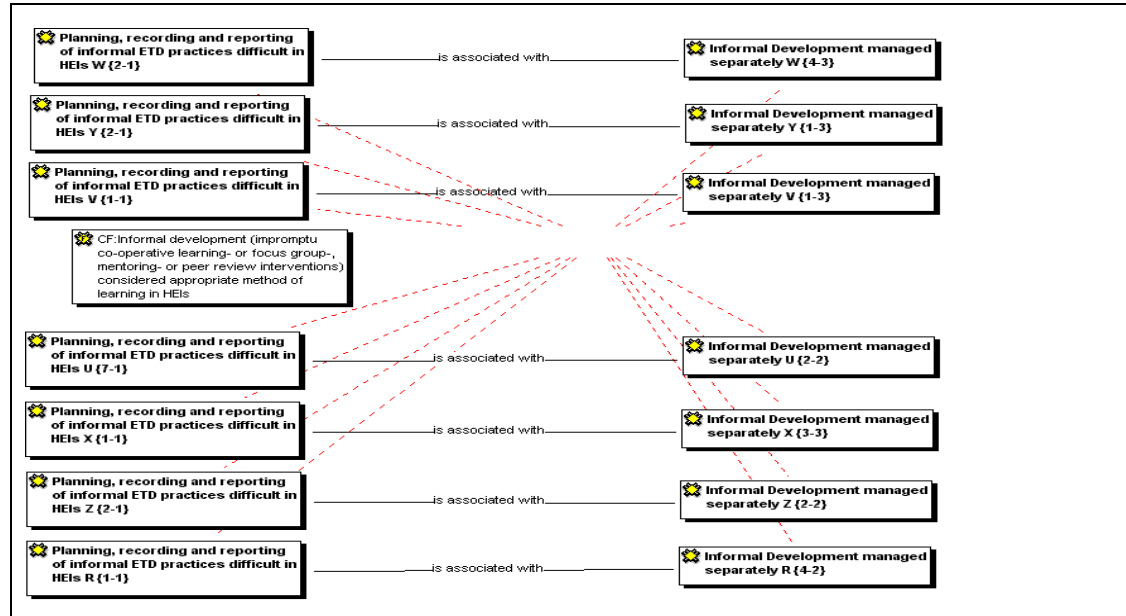 Planning, recording and reporting
of informal ETD practices difficult in
HEIs W {2-1}
is associated with
Informal Development managed
separately W {4-3}
Planning, recording and reporting
of informal ETD practices difficult in
HEIs Y {2-1}
is associated with
Informal Development managed
separately Y {1-3}
Planning, recording and reporting
of informal ETD practices difficult in
HEIs V {1-1}
is associated with
Informal Development managed
separately V {1-3}
CF:Informal development (impromptu
co-operative learning- or focus group-,
mentoring- or peer review interventions)
considered appropriate method of
learning in HEIs
Planning, recording and reporting
of informal ETD practices difficult in
HEIs U {7-1}
is associated with
Informal Development managed
separately U {2-2}
Planning, recording and reporting
of informal ETD practices difficult in
HEIs X {1-1}
is associated with
Informal Development managed
separately X {3-3}
Planning, recording and reporting
of informal ETD practices difficult in
HEIs Z {2-1}
is associated with
Informal Development managed
separately Z {2-2}
Planning, recording and reporting
of informal ETD practices difficult in
HEIs R {1-1}
is associated with
Informal Development managed
separately R {4-2}